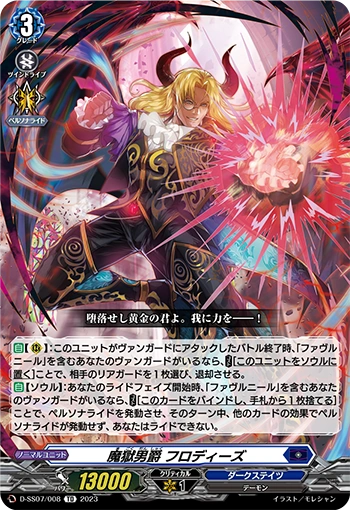 3
グレード
ツインドライブ
ペルソナライド
堕落せし黄金の君よ。我に力を――！
自【(R)】:このユニットがヴァンガードにアタックしたバトル終了時、「ファヴル
ニール」を含むあなたのヴァンガードがいるなら、[このユニットをソウルに
置く]ことで、相手のリアガードを1枚選び、退却させる。
自【ソウル】:あなたのライドフェイズ開始時、「ファヴルニール」を含むあなた
のヴァンガードがいるなら、[このカードをバインドし、手札から1枚捨てる]
ことで、ペルソナライドを発動させ、そのターン中、他のカードの効果でペ
ルソナライドが発動せず、あなたはライドできない。
ノーマルユニット
魔獄男爵 フロディーズ
パワー
13000
クリティカル
1
ダークステイツ
デーモン
D-SS07/008 TD 2023
イラスト/モレシャン